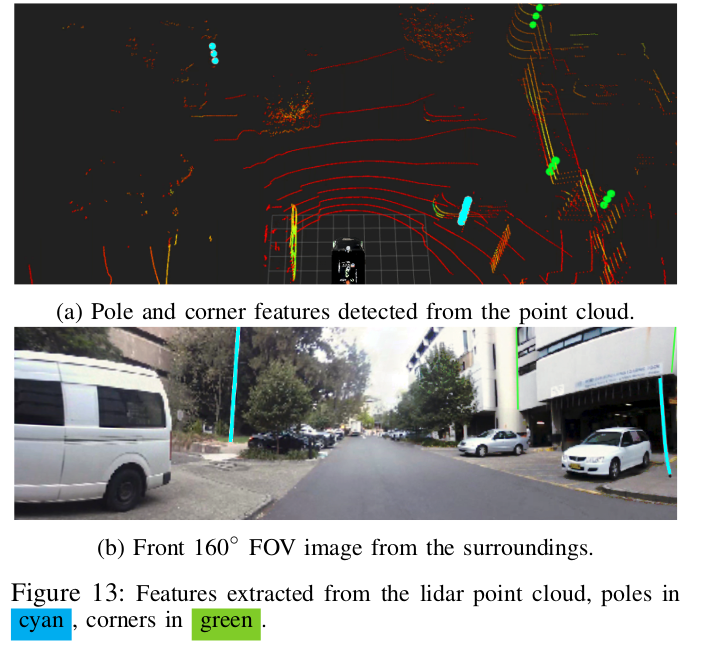 (a) Pole and corner features detected from the point cloud.
(b) Front 160° FOV image from the surroundings.
Figure 13: Features extracted from the lidar point cloud, poles in
cyan , corners in green .